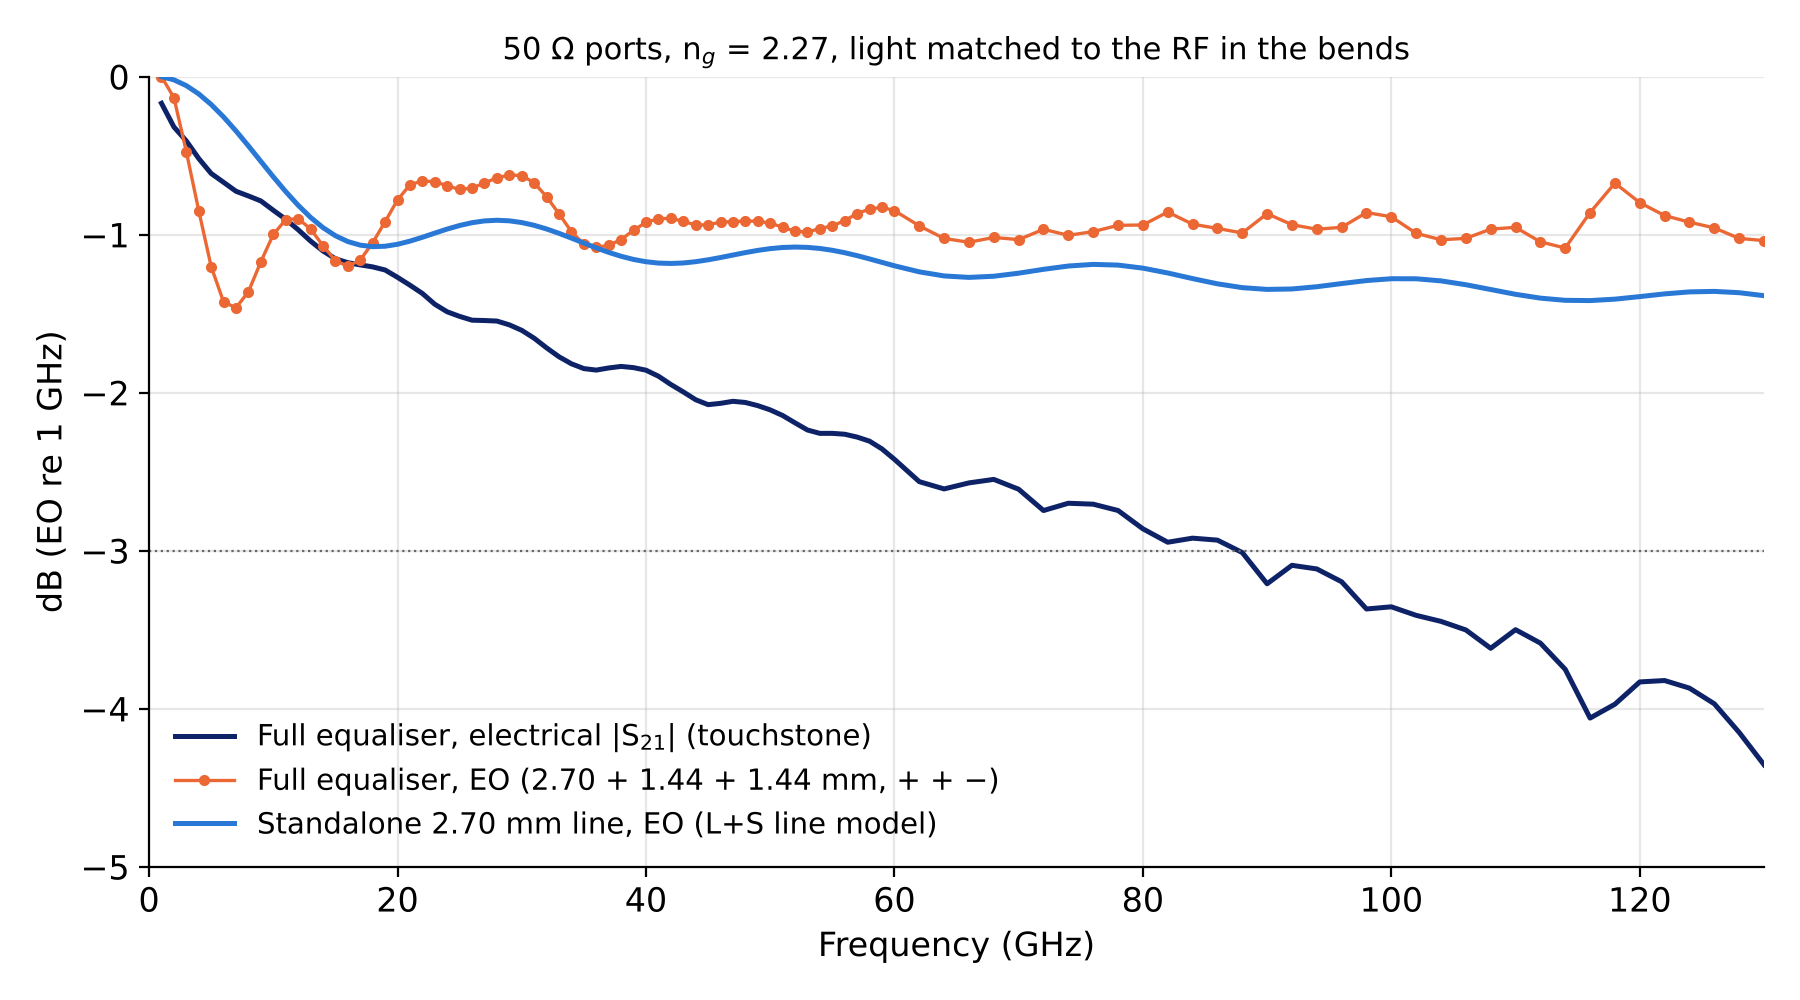 50 Ω ports, n_g = 2.27, light matched to the RF in the bends
dB (EO re 1 GHz)
0
−1
−2
−3
−4
−5
Full equaliser, electrical |S₂₁| (touchstone)
Full equaliser, EO (2.70 + 1.44 + 1.44 mm, + + −)
Standalone 2.70 mm line, EO (L+S line model)
0 20 40 60 80 100 120
Frequency (GHz)